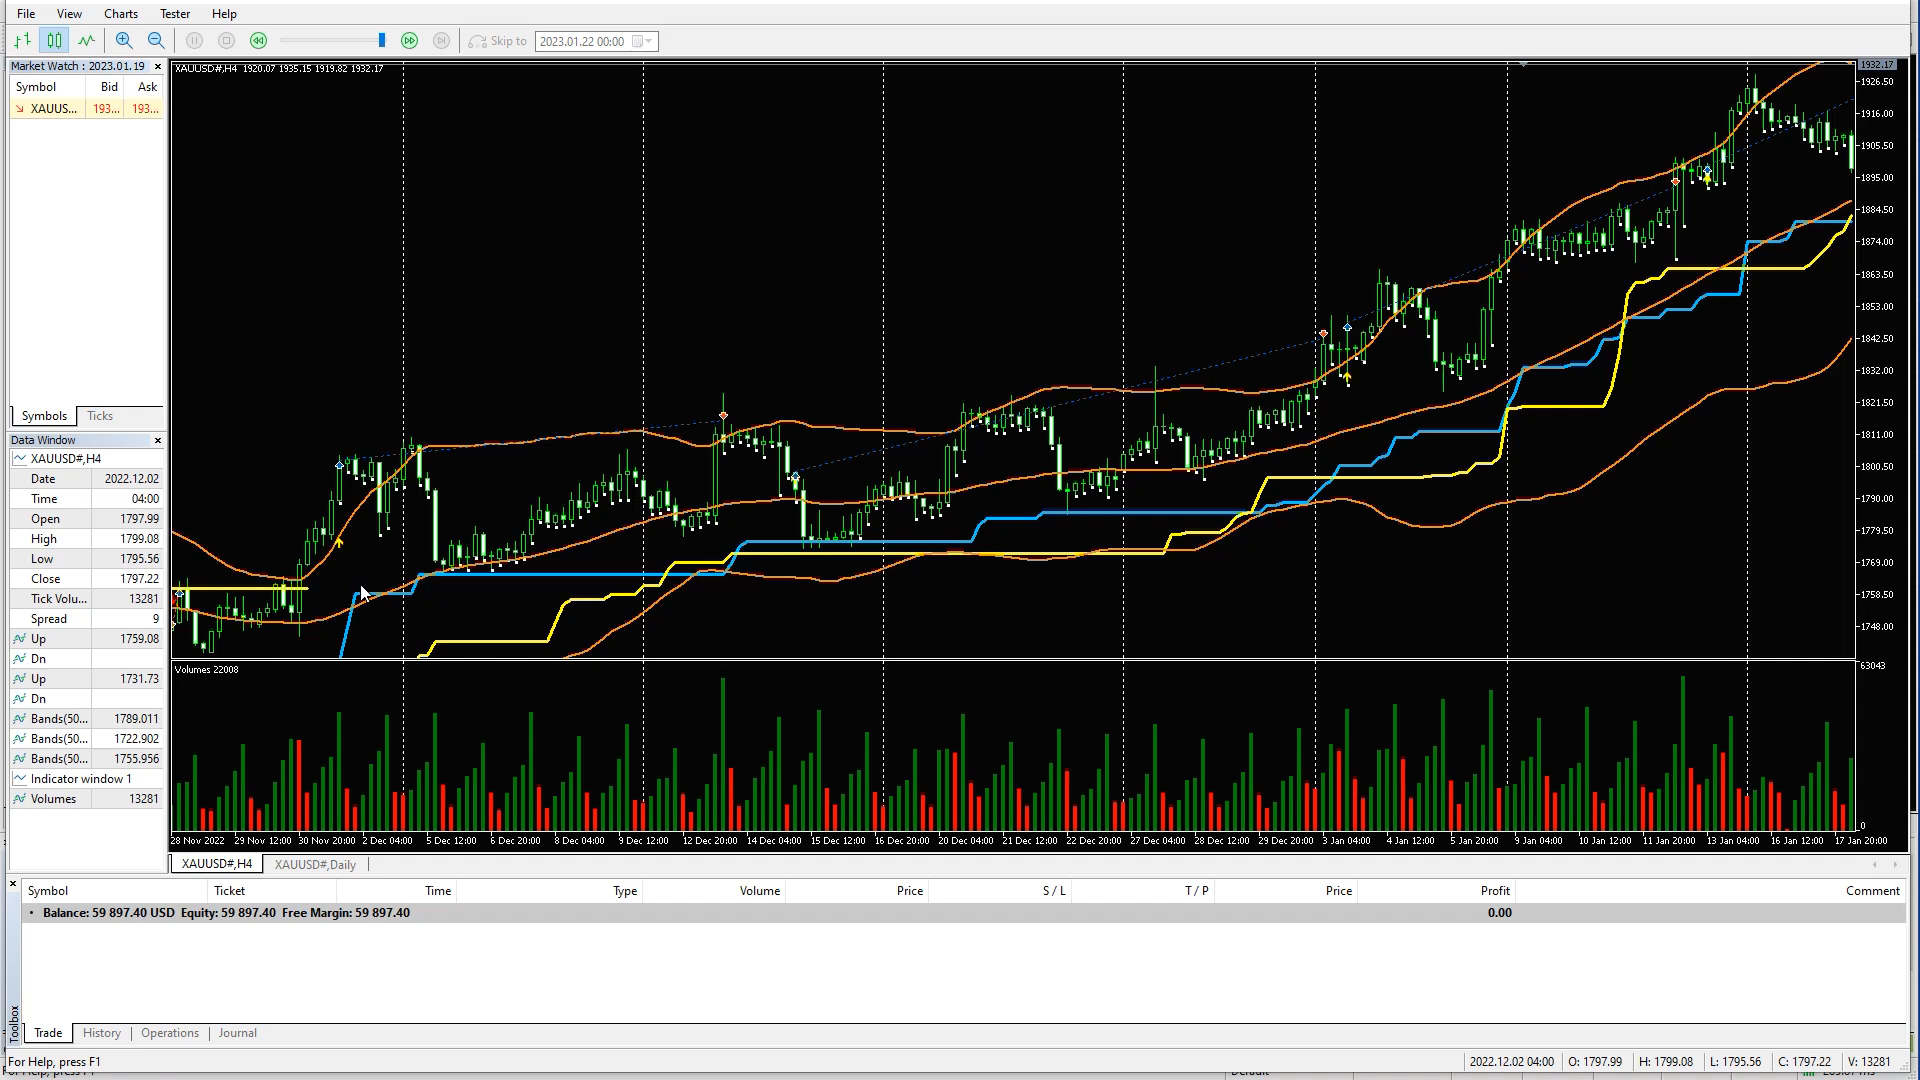 File View Charts Tester Help
Skip to 2023.01.22 00:00
Market Watch : 2023.01.19
Symbol Bid Ask
XAUUS... 193... 193...
Symbols Ticks
Data Window
XAUUSD#,H4
Date 2022.12.02
Time 04:00
Open 1797.99
High 1799.08
Low 1795.56
Close 1797.22
Tick Volu... 13281
Spread 9
Up 1759.08
Dn
Up 1731.73
Dn
Bands(50... 1789.011
Bands(50... 1722.902
Bands(50... 1755.956
Indicator window 1
Volumes 13281
XAUUSD#,H4 1920.07 1935.15 1919.82 1932.17
1932.17
1926.50
1916.00
1905.50
1895.00
1884.50
1874.00
1863.50
1853.00
1842.50
1832.00
1821.50
1811.00
1800.50
1790.00
1779.50
1769.00
1758.50
1748.00
Volumes 22008
63043
0
28 Nov 2022 29 Nov 12:00 30 Nov 20:00 2 Dec 04:00 5 Dec 12:00 6 Dec 20:00 8 Dec 04:00 9 Dec 12:00 12 Dec 20:00 14 Dec 04:00 15 Dec 12:00 16 Dec 20:00 20 Dec 04:00 21 Dec 12:00 22 Dec 20:00 27 Dec 04:00 28 Dec 12:00 29 Dec 20:00 3 Jan 04:00 4 Jan 12:00 5 Jan 20:00 9 Jan 04:00 10 Jan 12:00 11 Jan 20:00 13 Jan 04:00 16 Jan 12:00 17 Jan 20:00
XAUUSD#,H4 XAUUSD#,Daily
Symbol Ticket Time Type Volume Price S / L T / P Price Profit Comment
Balance: 59 897.40 USD Equity: 59 897.40 Free Margin: 59 897.40 0.00
Toolbox
Trade History Operations Journal
For Help, press F1 2022.12.02 04:00 O: 1797.99 H: 1799.08 L: 1795.56 C: 1797.22 V: 13281